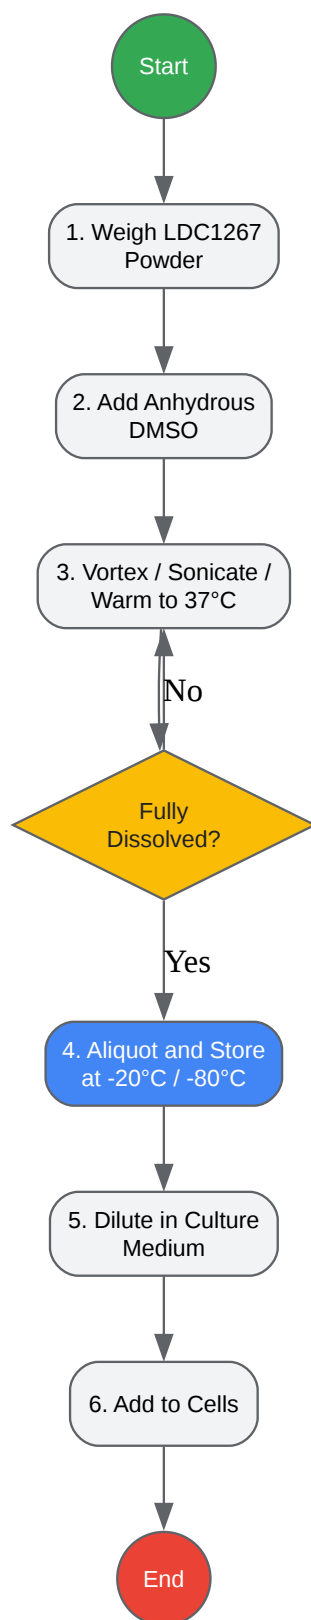 Start
1. Weigh LDC1267
Powder
2. Add Anhydrous
DMSO
3. Vortex / Sonicate /
Warm to 37°C
No
Fully
Dissolved?
Yes
4. Aliquot and Store
at -20°C / -80°C
5. Dilute in Culture
Medium
6. Add to Cells
End